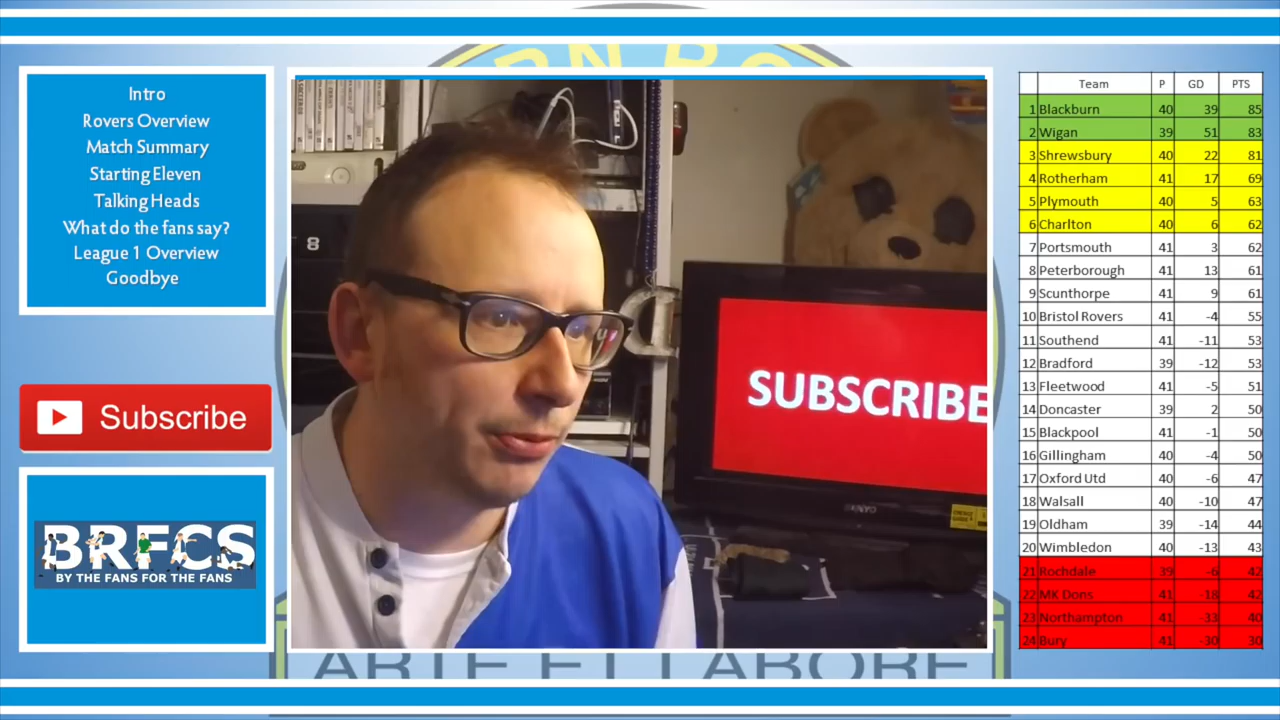 RN RO
Intro
Rovers Overview
Match Summary
Starting Eleven
Talking Heads
What do the fans say?
League 1 Overview
Goodbye
Subscribe
BRFCS
BY THE FANS FOR THE FANS
8
SUBSCRIBE
SANYO
Team P GD PTS
1 Blackburn 40 39 85
2 Wigan 39 51 83
3 Shrewsbury 40 22 81
4 Rotherham 41 17 69
5 Plymouth 40 5 63
6 Charlton 40 6 62
7 Portsmouth 41 3 62
8 Peterborough 41 13 61
9 Scunthorpe 41 9 61
10 Bristol Rovers 41 -4 55
11 Southend 41 -11 53
12 Bradford 39 -12 53
13 Fleetwood 41 -5 51
14 Doncaster 39 2 50
15 Blackpool 41 -1 50
16 Gillingham 40 -4 50
17 Oxford Utd 40 -6 47
18 Walsall 40 -10 47
19 Oldham 39 -14 44
20 Wimbledon 40 -13 43
21 Rochdale 39 -6 42
22 MK Dons 41 -18 42
23 Northampton 41 -33 40
24 Bury 41 -30 30
ARTE ET LABORE